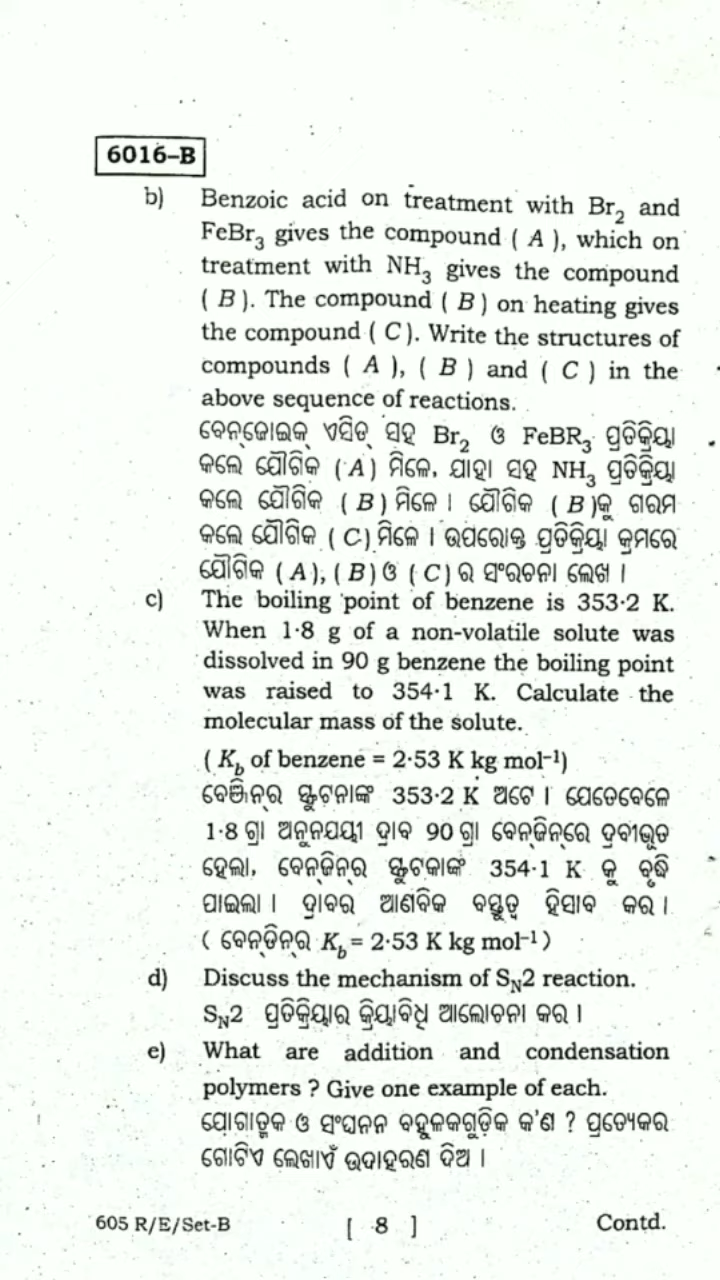 6016–B
b) Benzoic acid on treatment with Br₂ and
FeBr₃ gives the compound ( A ), which on
treatment with NH₃ gives the compound
( B ). The compound ( B ) on heating gives
the compound ( C ). Write the structures of
compounds ( A ), ( B ) and ( C ) in the
above sequence of reactions.
ବେନ୍‌ଜୋଇକ୍ ଏସିଡ୍ ସହ Br₂ ଓ FeBR₃ ପ୍ରତିକ୍ରିୟା
କଲେ ଯୌଗିକ ( A ) ମିଳେ, ଯାହା ସହ NH₃ ପ୍ରତିକ୍ରିୟା
କଲେ ଯୌଗିକ ( B ) ମିଳେ । ଯୌଗିକ ( B )କୁ ଗରମ
କଲେ ଯୌଗିକ ( C ) ମିଳେ । ଉପରୋକ୍ତ ପ୍ରତିକ୍ରିୟା କ୍ରମରେ
ଯୌଗିକ ( A ), ( B ) ଓ ( C ) ର ସଂରଚନା ଲେଖ ।
c) The boiling point of benzene is 353·2 K.
When 1·8 g of a non-volatile solute was
dissolved in 90 g benzene the boiling point
was raised to 354·1 K. Calculate the
molecular mass of the solute.
( K_b of benzene = 2·53 K kg mol⁻¹)
ବେଞ୍ଜିନ୍‌ର ସ୍ଫୁଟନାଙ୍କ 353·2 K ଅଟେ । ଯେତେବେଳେ
1·8 ଗ୍ରା ଅନୁନଯୟୀ ଦ୍ରାବ 90 ଗ୍ରା ବେନ୍‌ଜିନ୍‌ରେ ଦ୍ରବୀଭୂତ
ହେଲା, ବେନ୍‌ଜିନ୍‌ର ସ୍ଫୁଟକାଙ୍କ 354·1 K କୁ ବୃଦ୍ଧି
ପାଇଲା । ଦ୍ରାବର ଆଣବିକ ବସ୍ତୁତ୍ୱ ହିସାବ କର ।
( ବେନ୍‌ଡିନ୍‌ର K_b = 2·53 K kg mol⁻¹ )
d) Discuss the mechanism of S_N2 reaction.
S_N2 ପ୍ରତିକ୍ରିୟାର କ୍ରିୟାବିଧି ଆଲୋଚନା କର ।
e) What are addition and condensation
polymers ? Give one example of each.
ଯୋଗାତ୍ମକ ଓ ସଂଘନନ ବହୁଳକଗୁଡ଼ିକ କ'ଣ ? ପ୍ରତ୍ୟେକର
ଗୋଟିଏ ଲେଖାଏଁ ଉଦାହରଣ ଦିଅ ।
605 R/E/Set-B [ 8 ] Contd.